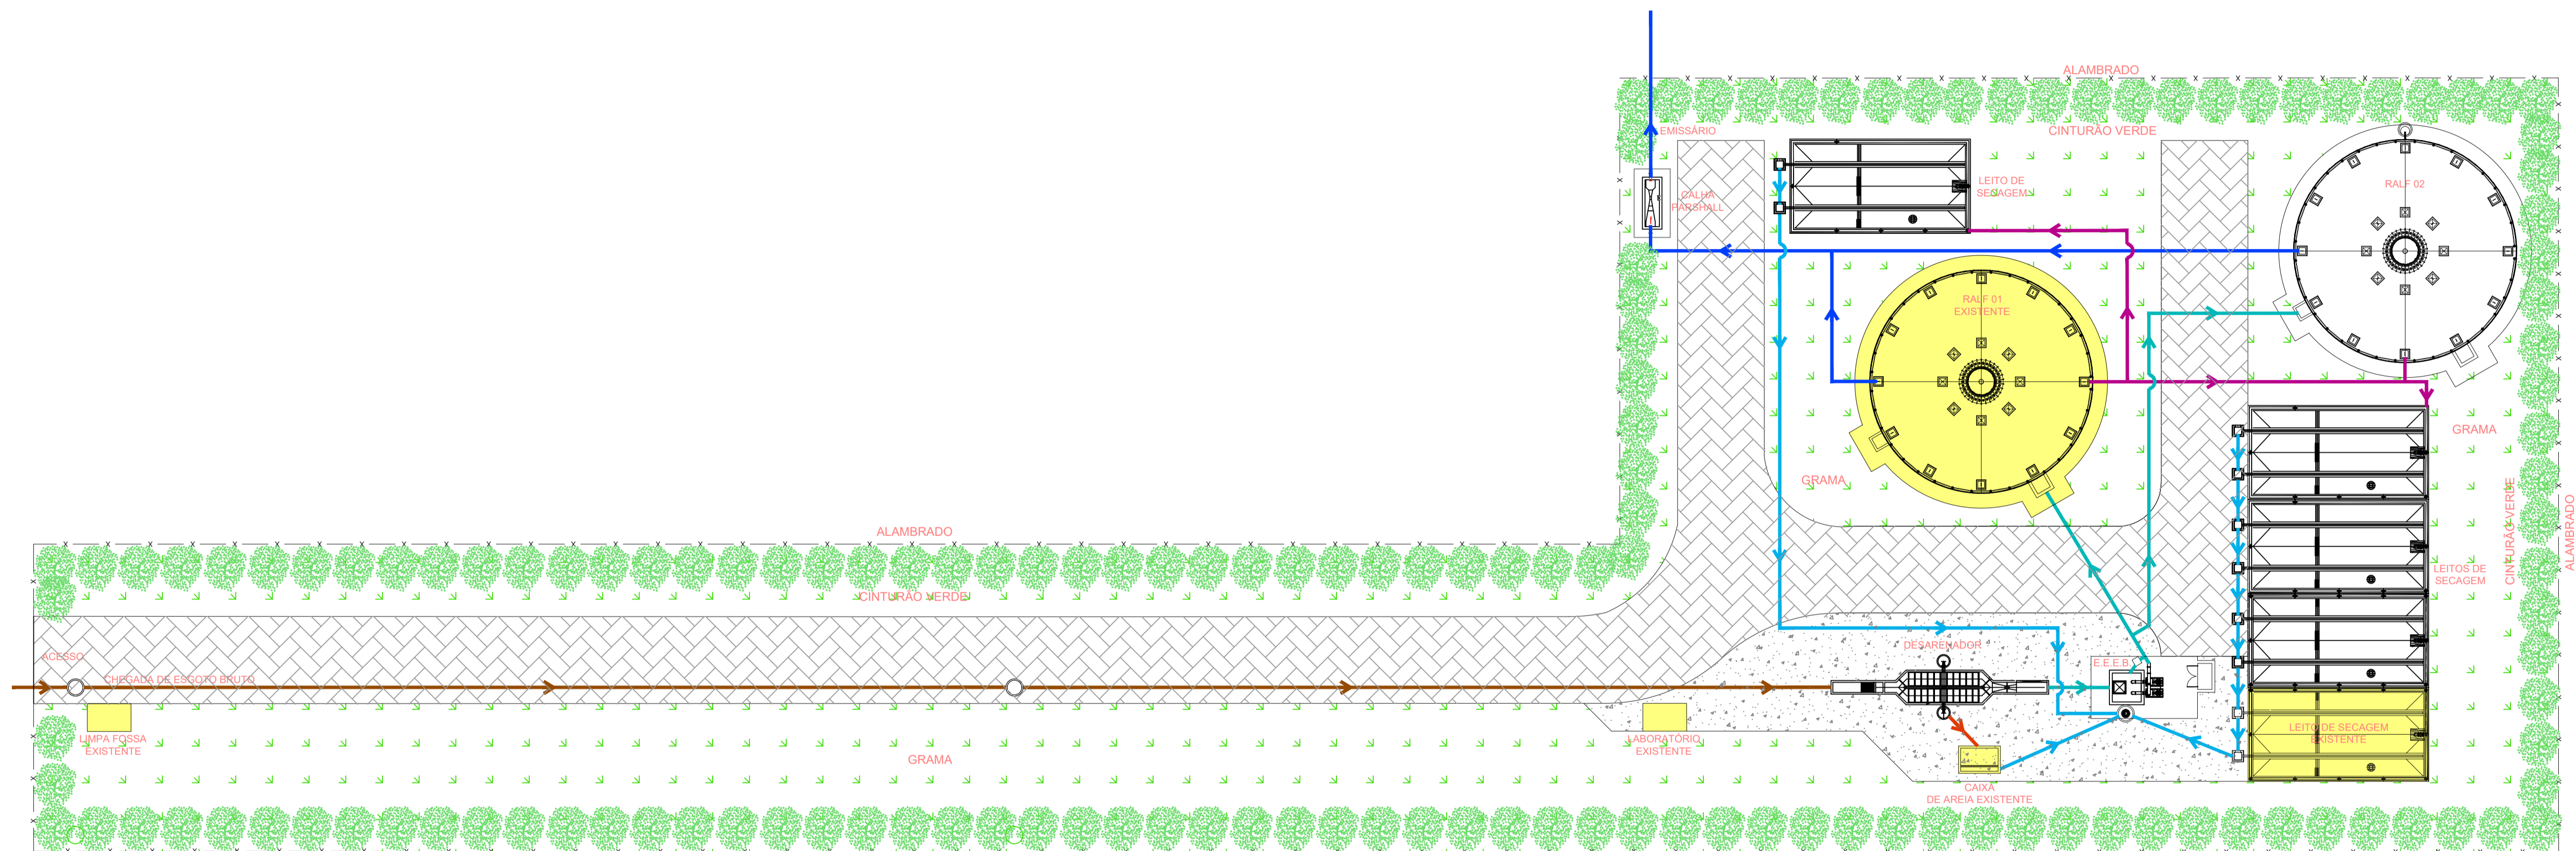 ALAMBRADO
EMISSÁRIO
CINTURÃO VERDE
LEITO DE
SECAGEM
RALF 02
CALHA
PARSHALL
RALF 01
EXISTENTE
GRAMA
GRAMA
CINTURÃO VERDE
ALAMBRADO
ALAMBRADO
LEITOS DE
SECAGEM
CINTURÃO VERDE
DESARENADOR
ACESSO
E.E.E.B.
CHEGADA DE ESGOTO BRUTO
LEITO DE SECAGEM
EXISTENTE
LIMPA FOSSA
EXISTENTE
LABORATÓRIO
EXISTENTE
GRAMA
CAIXA
DE AREIA EXISTENTE